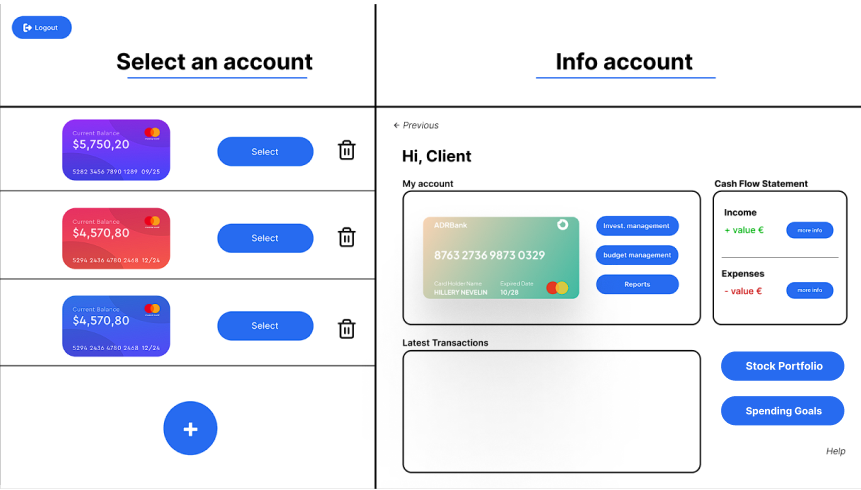 Logout
Select an account
Current Balance
$5,750,20
5282 3456 7890 1289 09/25
Select
Current Balance
$4,570,80
5294 2436 4780 2468 12/24
Select
Current Balance
$4,570,80
5294 2436 4780 2468 12/24
Select
+
Info account
← Previous
Hi, Client
My account
ADRBank
8763 2736 9873 0329
Card Holder Name Expired Date
HILLERY NEVELIN 10/28
Invest. management
budget management
Reports
Cash Flow Statement
Income
+ value €
more info
Expenses
- value €
more info
Latest Transactions
Stock Portfolio
Spending Goals
Help